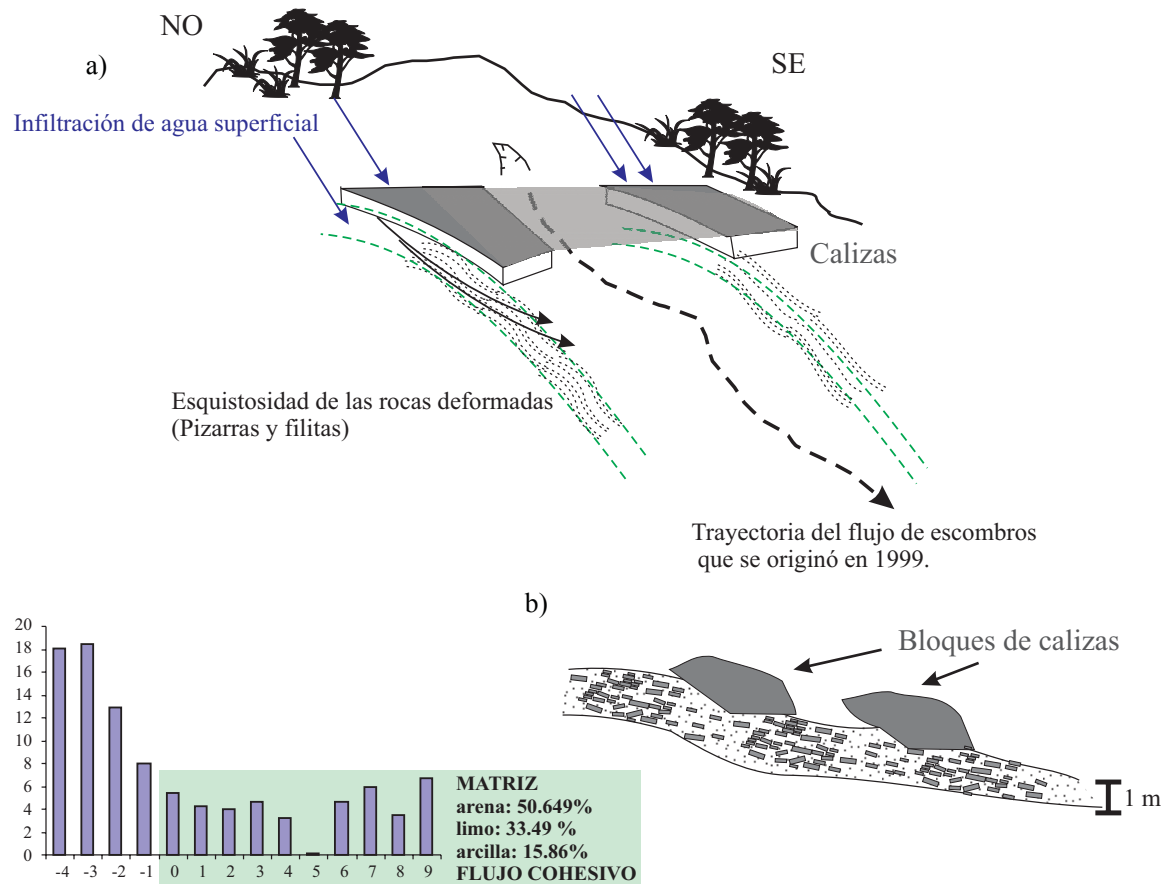 NO
SE
a)
Infiltración de agua superficial
Calizas
Esquistosidad de las rocas deformadas
(Pizarras y filitas)
Trayectoria del flujo de escombros
que se originó en 1999.
b)
Bloques de calizas
1 m
20
18
16
14
12
10
8
6
4
2
0
-4 -3 -2 -1 0 1 2 3 4 5 6 7 8 9
MATRIZ
arena: 50.649%
limo: 33.49 %
arcilla: 15.86%
FLUJO COHESIVO